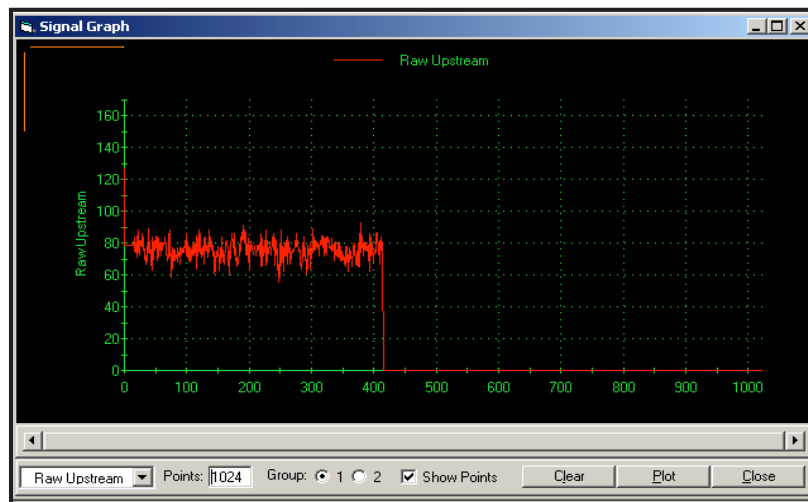 Signal Graph
Raw Upstream
160
140
120
100
80
60
40
20
0
Raw Upstream
0 100 200 300 400 500 600 700 800 900 1000
Raw Upstream Points: 1024 Group: 1 2 Show Points Clear Plot Close